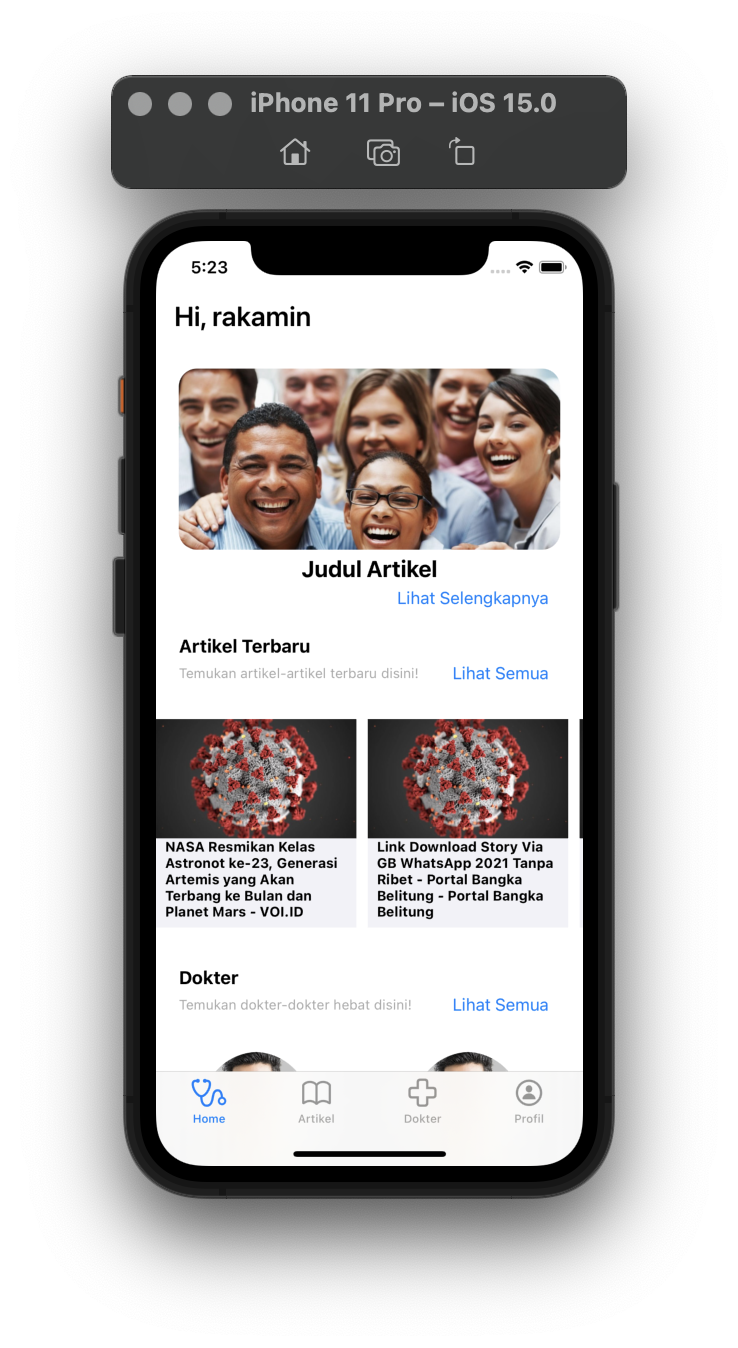 iPhone 11 Pro – iOS 15.0
5:23
Hi, rakamin
Judul Artikel
Lihat Selengkapnya
Artikel Terbaru
Temukan artikel-artikel terbaru disini!
Lihat Semua
NASA Resmikan Kelas
Astronot ke-23, Generasi
Artemis yang Akan
Terbang ke Bulan dan
Planet Mars - VOI.ID
Link Download Story Via
GB WhatsApp 2021 Tanpa
Ribet - Portal Bangka
Belitung - Portal Bangka
Belitung
Dokter
Temukan dokter-dokter hebat disini!
Lihat Semua
Home
Artikel
Dokter
Profil